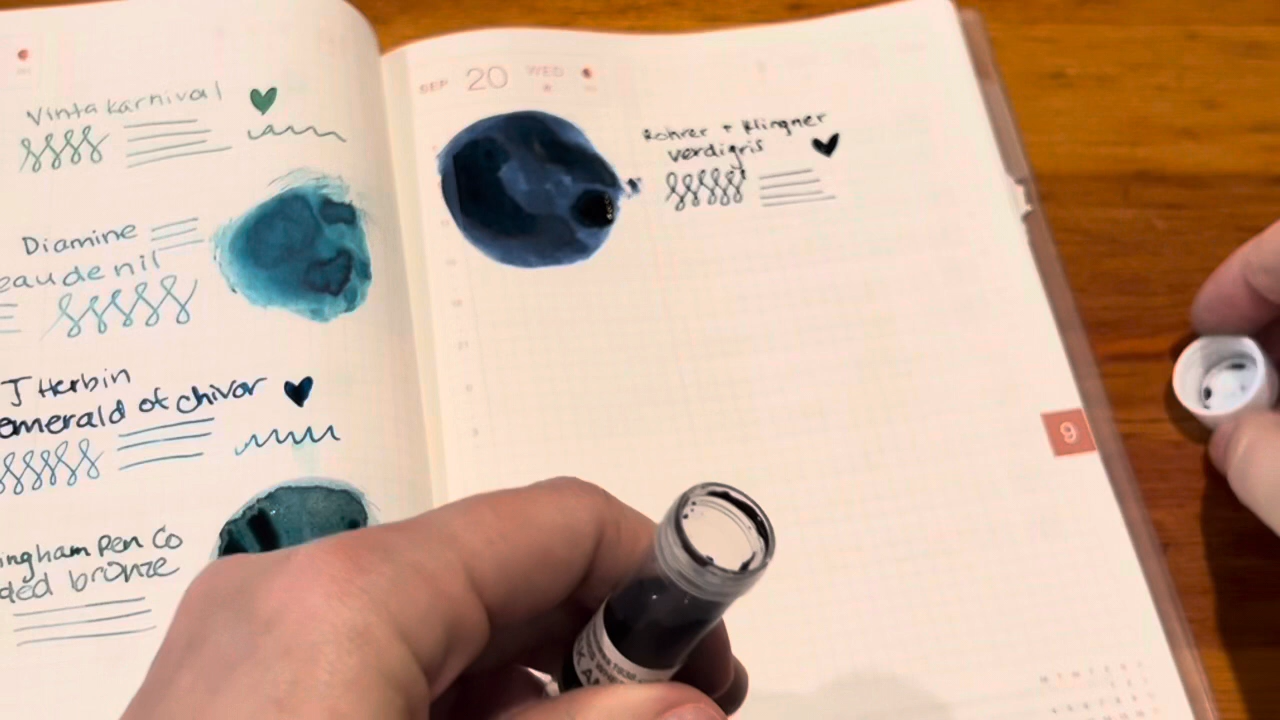 Vinta karnival
Diamine
eau de nil
J Herbin
emerald of chivor
ingham Pen Co
ded bronze
SEP 20 WED
Rohrer + Klingner
verdigris
9